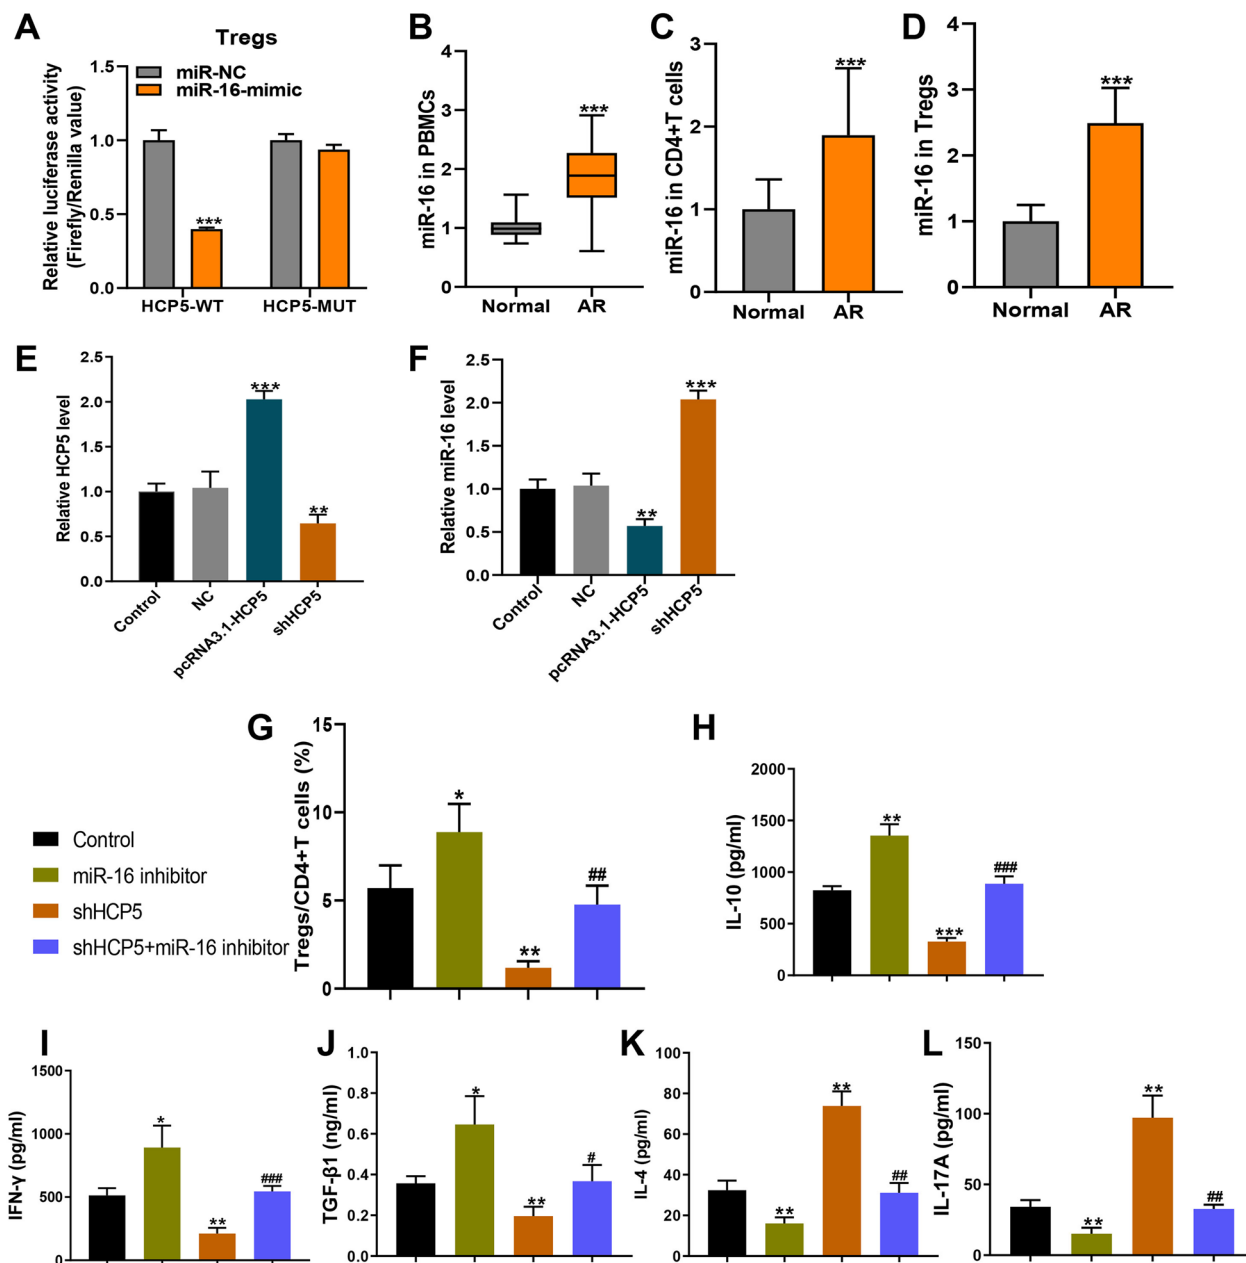 A
Tregs
miR-NC
miR-16-mimic
Relative luciferase activity
(Firefly/Renilla value)
1.5
1.0
0.5
0.0
***
HCP5-WT
HCP5-MUT
B
miR-16 in PBMCs
4
3
2
1
0
***
Normal
AR
C
miR-16 in CD4+T cells
3
2
1
0
***
Normal
AR
D
miR-16 in Tregs
4
3
2
1
0
***
Normal
AR
E
Relative HCP5 level
2.5
2.0
1.5
1.0
0.5
0.0
***
**
Control
NC
pcRNA3.1-HCP5
shHCP5
F
Relative miR-16 level
2.5
2.0
1.5
1.0
0.5
0.0
**
***
Control
NC
pcRNA3.1-HCP5
shHCP5
Control
miR-16 inhibitor
shHCP5
shHCP5+miR-16 inhibitor
G
Tregs/CD4+T cells (%)
15
10
5
0
*
**
##
H
IL-10 (pg/ml)
2000
1500
1000
500
0
**
***
###
I
IFN-γ (pg/ml)
1500
1000
500
0
*
**
###
J
TGF-β1 (ng/ml)
1.0
0.8
0.6
0.4
0.2
0.0
*
**
#
K
IL-4 (pg/ml)
100
80
60
40
20
0
**
**
##
L
IL-17A (pg/ml)
150
100
50
0
**
**
##